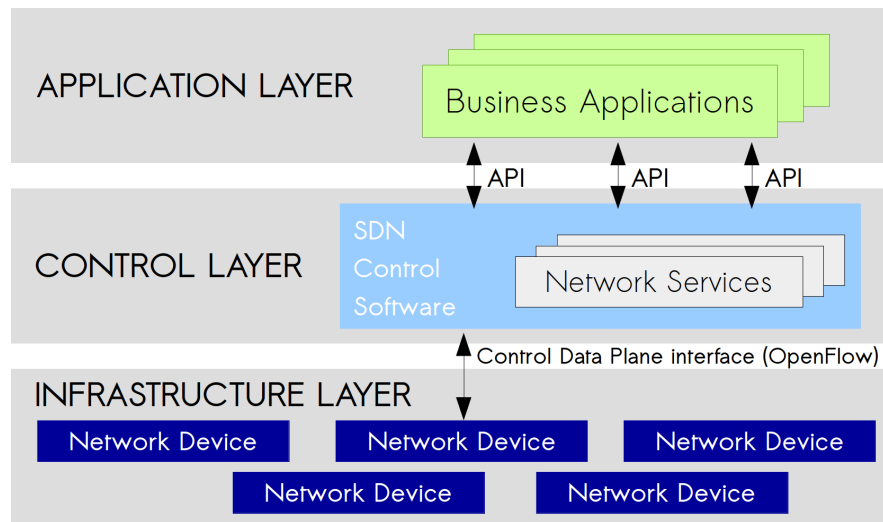 APPLICATION LAYER
Business Applications
API
API
API
CONTROL LAYER
SDN
Control
Software
Network Services
Control Data Plane interface (OpenFlow)
INFRASTRUCTURE LAYER
Network Device
Network Device
Network Device
Network Device
Network Device